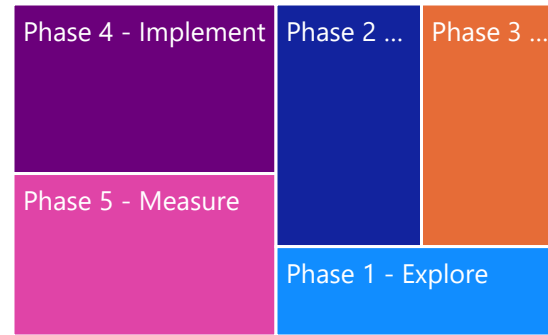 Phase 4 - Implement
Phase 2 ...
Phase 3 ...
Phase 5 - Measure
Phase 1 - Explore